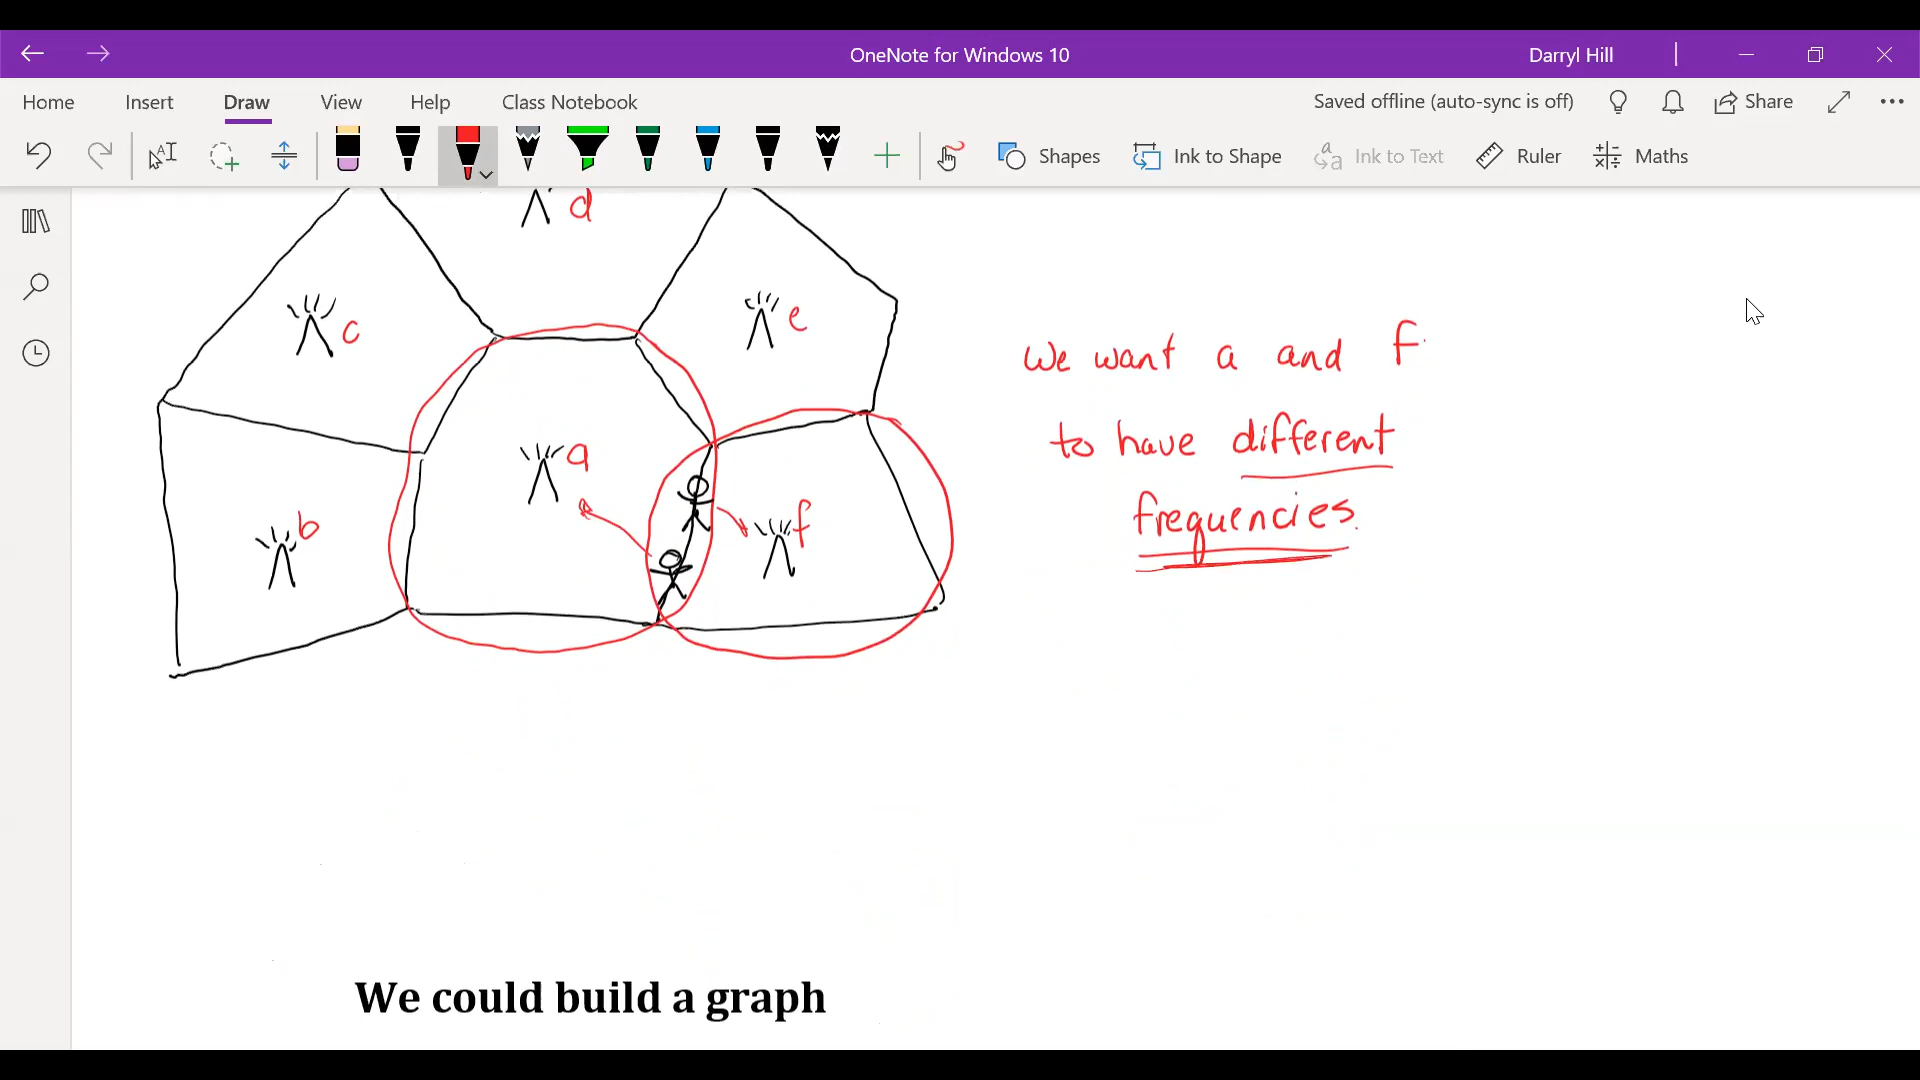 OneNote for Windows 10
Darryl Hill
Home Insert Draw View Help Class Notebook
Saved offline (auto-sync is off) Share
Shapes Ink to Shape Ink to Text Ruler Maths
d
c
e
We want a and f
a
to have different
b
f
frequencies.
We could build a graph